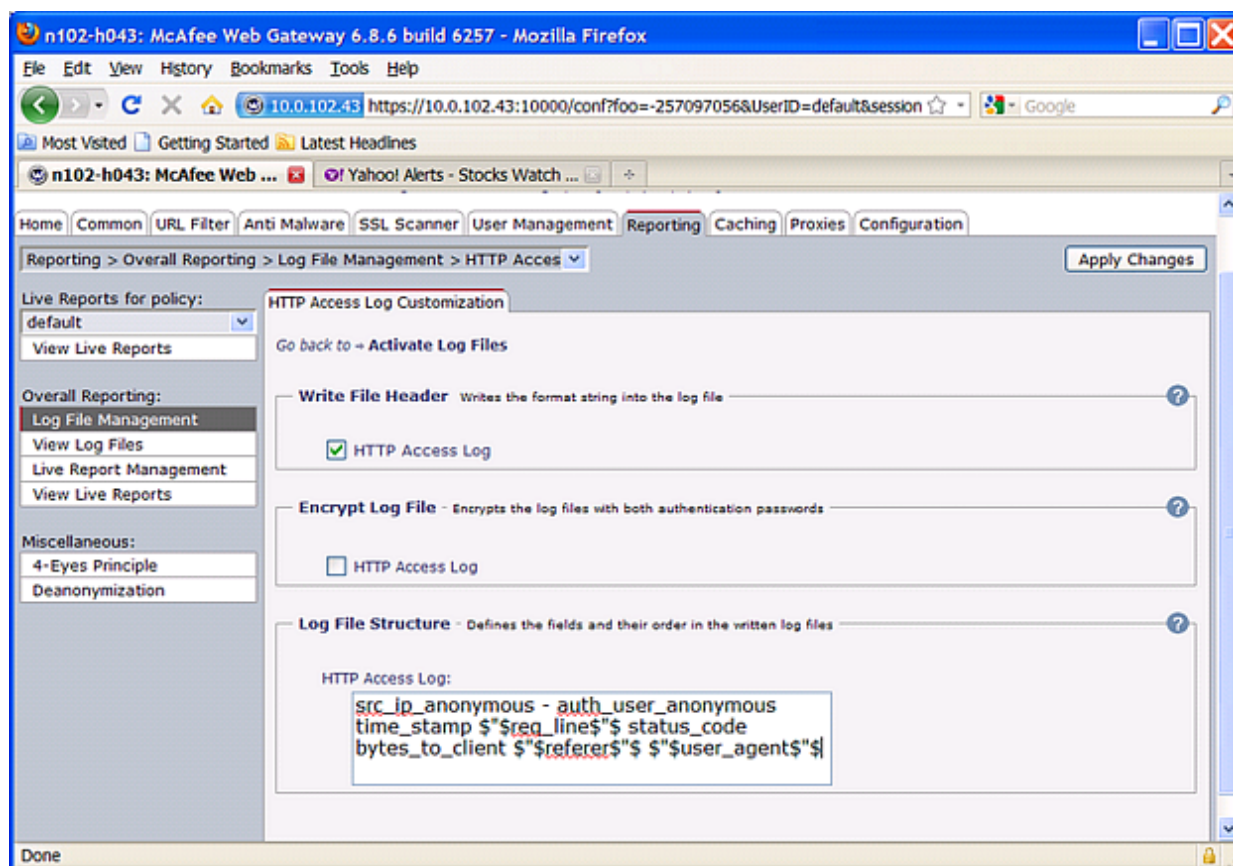 n102-h043: McAfee Web Gateway 6.8.6 build 6257 - Mozilla Firefox
File Edit View History Bookmarks Tools Help
10.0.102.43 https://10.0.102.43:10000/conf?foo=-257097056&UserID=default&session
Google
Most Visited Getting Started Latest Headlines
n102-h043: McAfee Web ... Yahoo! Alerts - Stocks Watch ...
Home Common URL Filter Anti Malware SSL Scanner User Management Reporting Caching Proxies Configuration
Reporting > Overall Reporting > Log File Management > HTTP Acces
Apply Changes
Live Reports for policy:
default
View Live Reports
Overall Reporting:
Log File Management
View Log Files
Live Report Management
View Live Reports
Miscellaneous:
4-Eyes Principle
Deanonymization
HTTP Access Log Customization
Go back to → Activate Log Files
Write File Header Writes the format string into the log file
HTTP Access Log
Encrypt Log File - Encrypts the log files with both authentication passwords
HTTP Access Log
Log File Structure - Defines the fields and their order in the written log files
HTTP Access Log:
src_ip_anonymous - auth_user_anonymous
time_stamp $"$req_line$"$ status_code
bytes_to_client $"$referer$"$ $"$user_agent$"$
Done